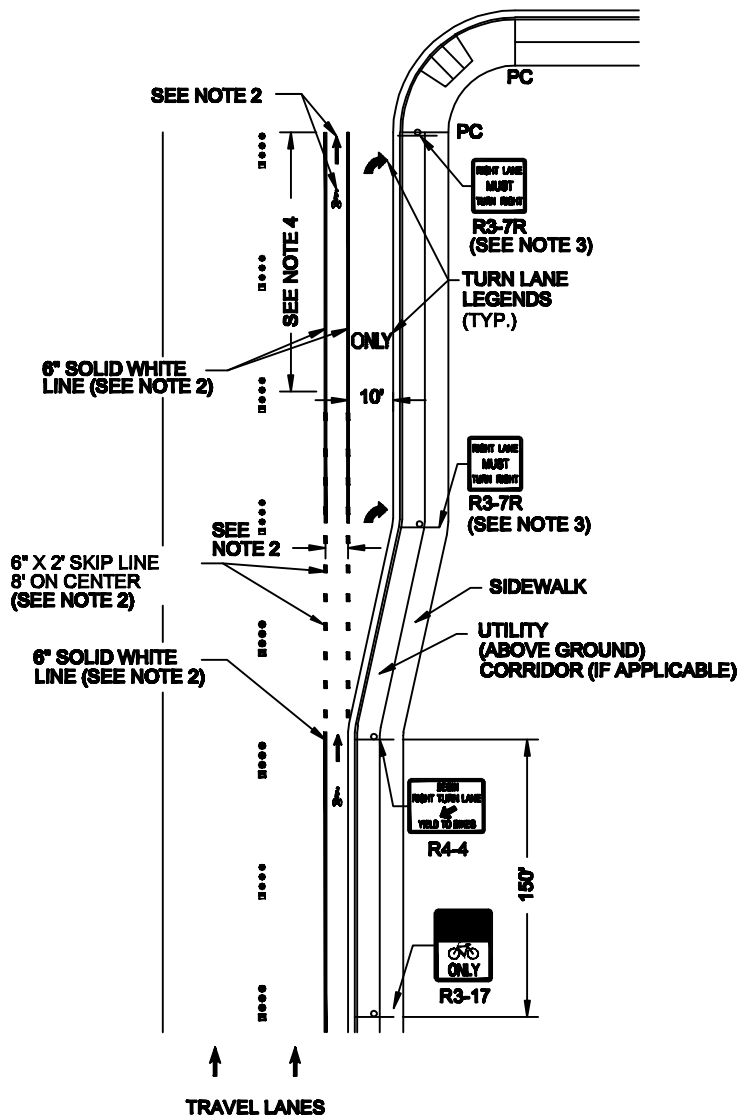 PC
SEE NOTE 2
PC
RIGHT LANE
MUST
TURN RIGHT
R3-7R
(SEE NOTE 3)
SEE NOTE 4
TURN LANE
LEGENDS
(TYP.)
ONLY
6" SOLID WHITE
LINE (SEE NOTE 2)
10'
RIGHT LANE
MUST
TURN RIGHT
R3-7R
(SEE NOTE 3)
SEE
NOTE 2
6" X 2' SKIP LINE
8' ON CENTER
(SEE NOTE 2)
SIDEWALK
UTILITY
(ABOVE GROUND)
CORRIDOR (IF APPLICABLE)
6" SOLID WHITE
LINE (SEE NOTE 2)
BEGIN
RIGHT TURN LANE
YIELD TO BIKES
R4-4
150'
ONLY
R3-17
TRAVEL LANES